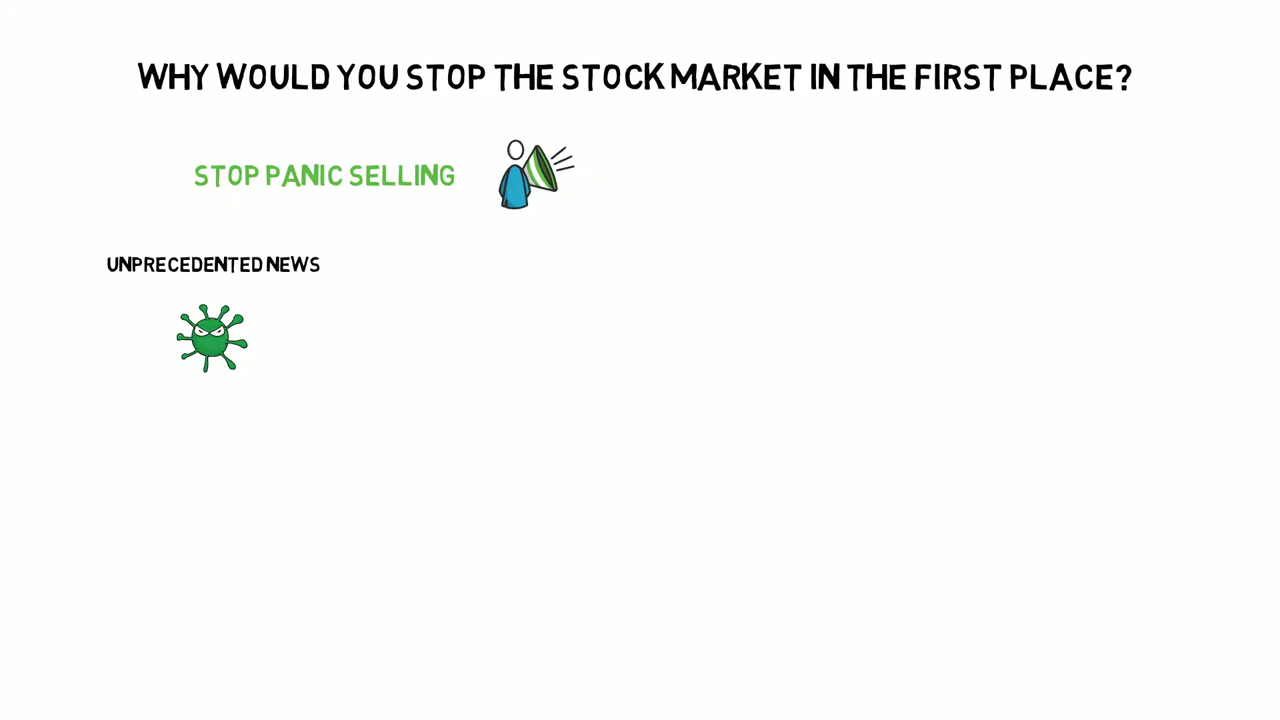 WHY WOULD YOU STOP THE STOCK MARKET IN THE FIRST PLACE?
STOP PANIC SELLING
UNPRECEDENTED NEWS